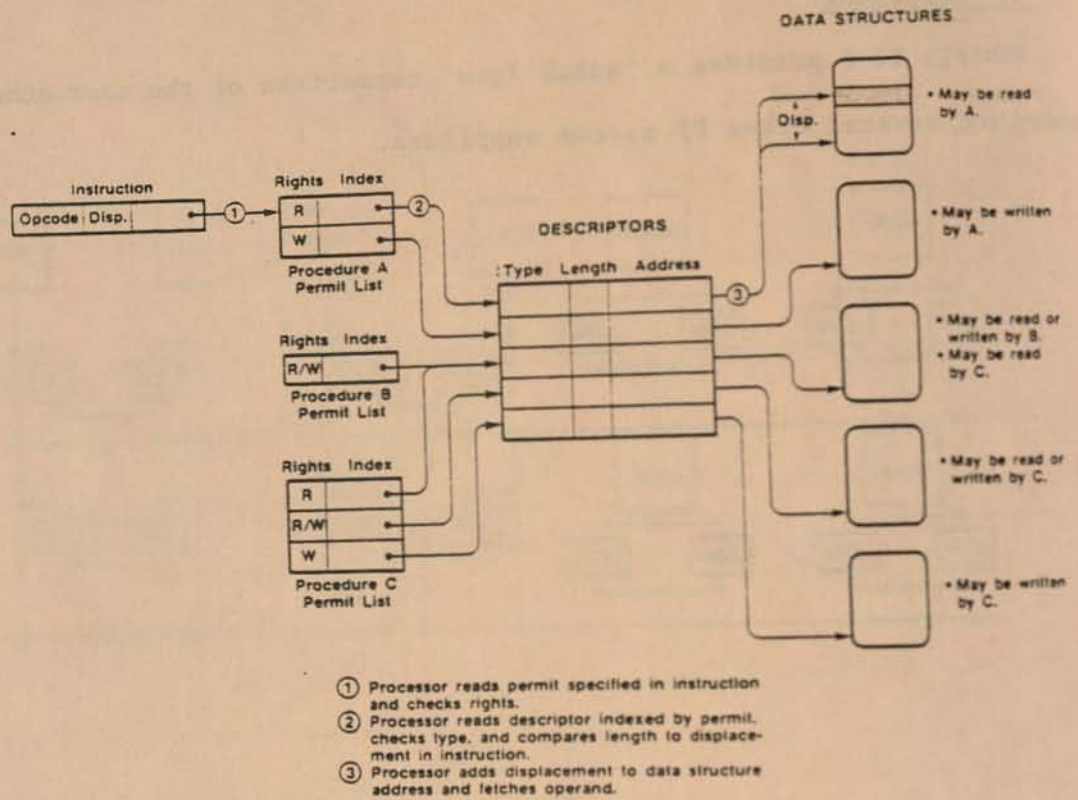 DATA STRUCTURES
• May be read
by A.
Disp.
Instruction
Opcode Disp.
1
Rights Index
R
W
Procedure A
Permit List
2
• May be written
by A.
DESCRIPTORS
Type Length Address
3
Rights Index
R/W
Procedure B
Permit List
• May be read or
written by B.
• May be read
by C.
Rights Index
R
R/W
W
Procedure C
Permit List
• May be read or
written by C.
• May be written
by C.
1 Processor reads permit specified in instruction
and checks rights.
2 Processor reads descriptor indexed by permit,
checks type, and compares length to displace-
ment in instruction.
3 Processor adds displacement to data structure
address and fetches operand.